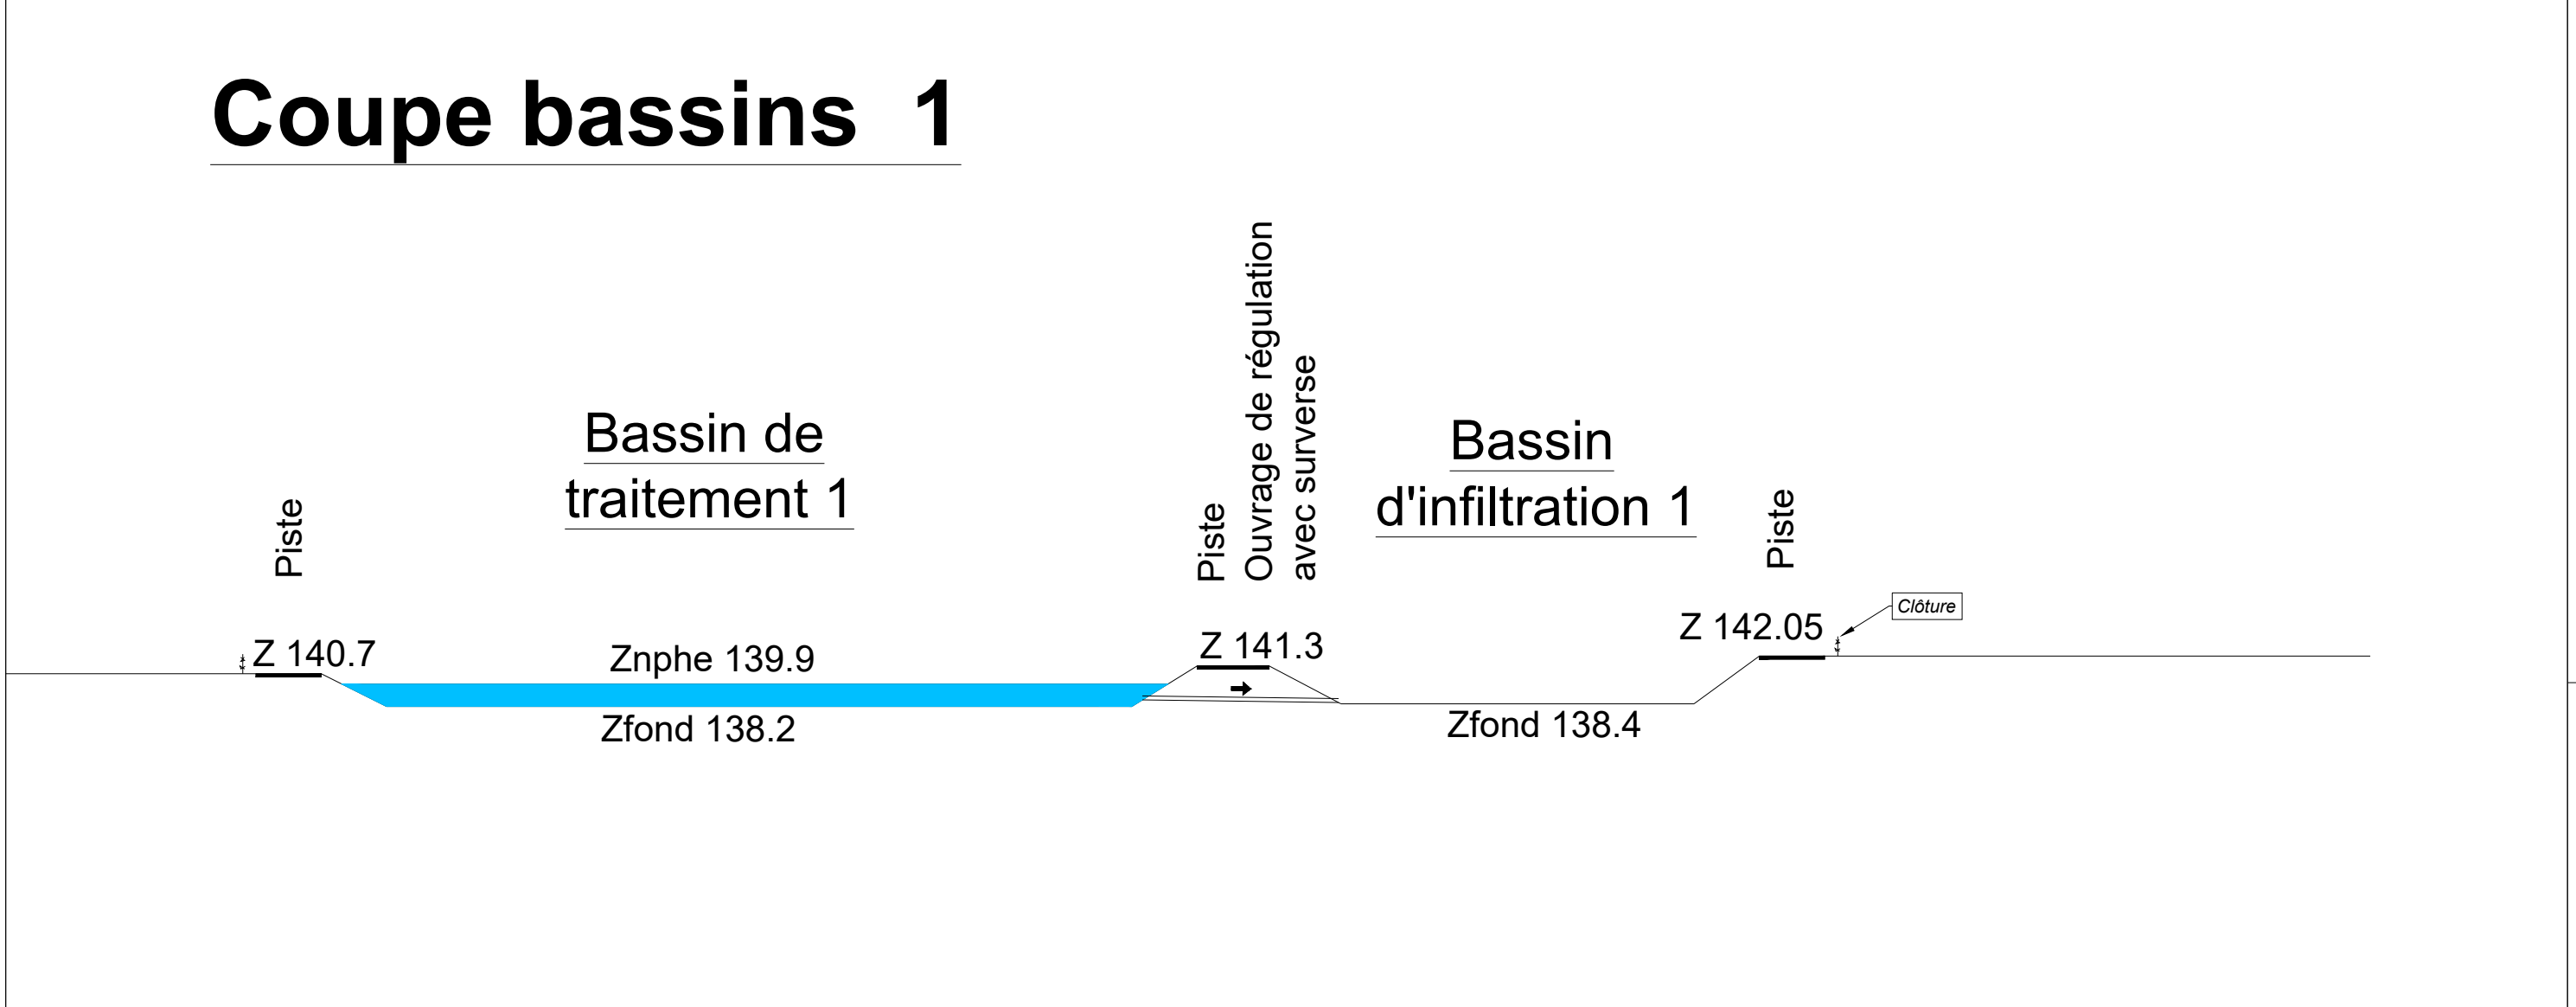 Coupe bassins 1
Bassin de
traitement 1
Piste
Piste
Ouvrage de régulation
avec surverse
Bassin
d'infiltration 1
Piste
Clôture
Z 140.7
Znphe 139.9
Z 141.3
Z 142.05
Zfond 138.2
Zfond 138.4